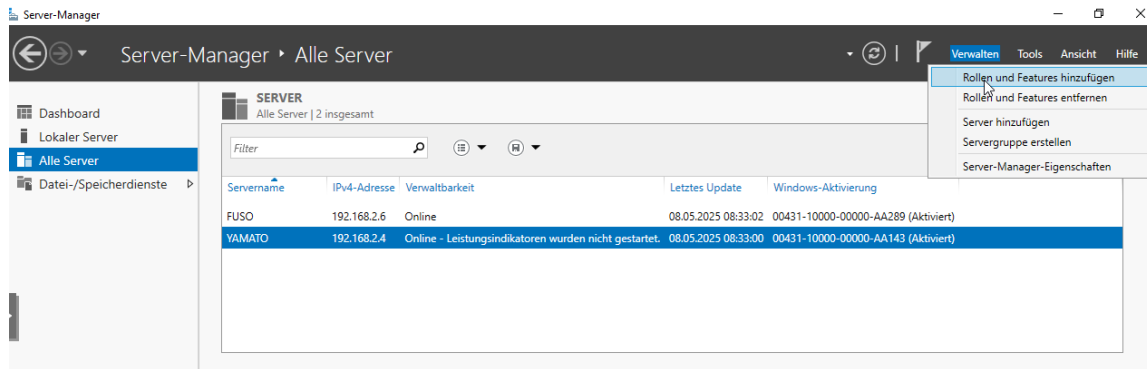 Server-Manager
Server-Manager ‣ Alle Server
Verwalten Tools Ansicht Hilfe
Rollen und Features hinzufügen
Rollen und Features entfernen
Server hinzufügen
Servergruppe erstellen
Server-Manager-Eigenschaften
Dashboard
Lokaler Server
Alle Server
Datei-/Speicherdienste
SERVER
Alle Server | 2 insgesamt
Filter
Servername IPv4-Adresse Verwaltbarkeit Letztes Update Windows-Aktivierung
FUSO 192.168.2.6 Online 08.05.2025 08:33:02 00431-10000-00000-AA289 (Aktiviert)
YAMATO 192.168.2.4 Online - Leistungsindikatoren wurden nicht gestartet. 08.05.2025 08:33:00 00431-10000-00000-AA143 (Aktiviert)